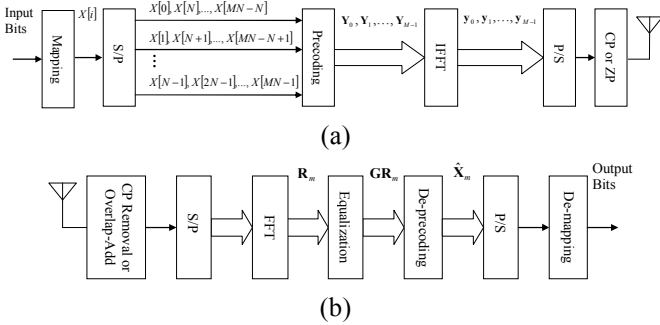 Input
Bits
Mapping
X[i]
S/P
X[0], X[N],..., X[MN−N]
X[1], X[N+1],..., X[MN−N+1]
⋮
X[N−1], X[2N−1],..., X[MN−1]
Precoding
Y₀, Y₁,..., Y_{M−1}
IFFT
y₀, y₁,..., y_{M−1}
P/S
CP or ZP
(a)
CP Removal or
Overlap-Add
S/P
FFT
Rₘ
Equalization
GRₘ
De-precoding
X̂ₘ
P/S
De-mapping
Output
Bits
(b)